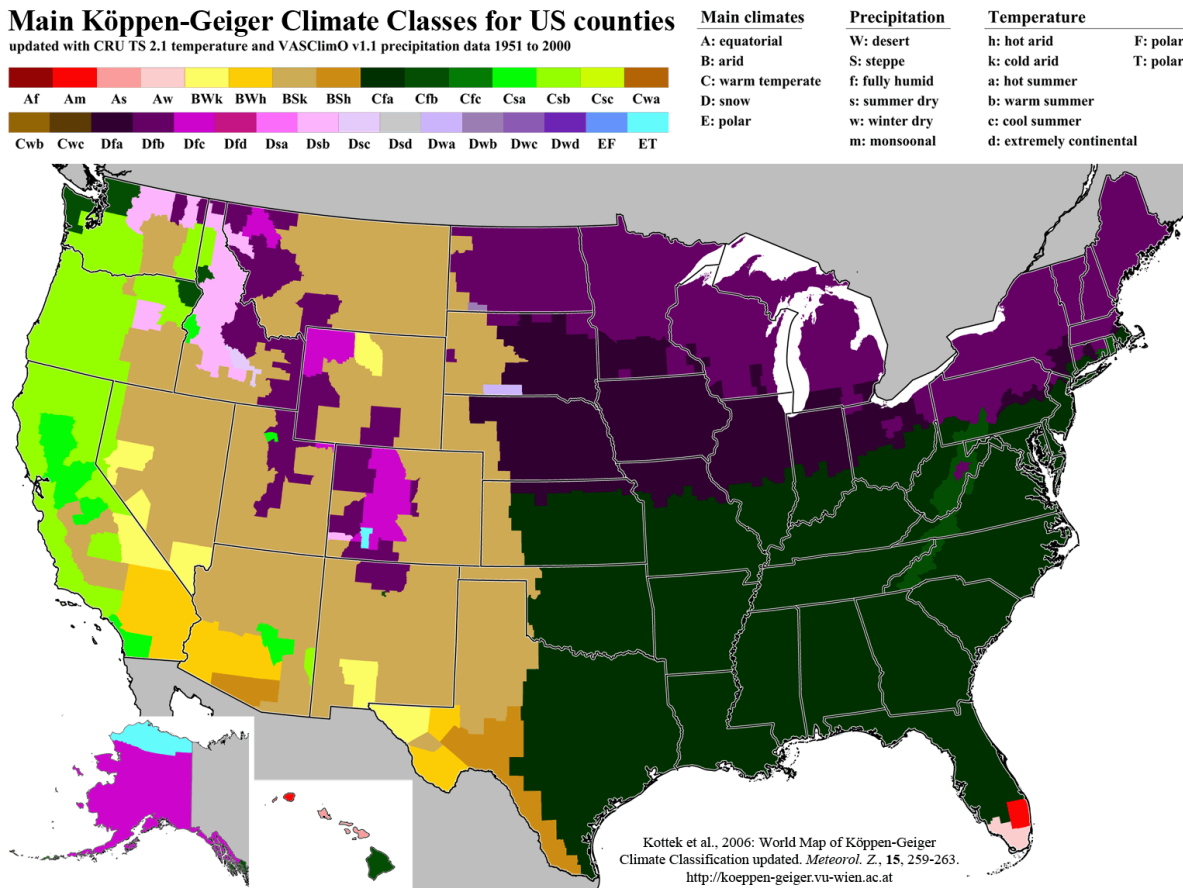 Main Köppen-Geiger Climate Classes for US counties
updated with CRU TS 2.1 temperature and VASClimO v1.1 precipitation data 1951 to 2000
Af Am As Aw BWk BWh BSk BSh Cfa Cfb Cfc Csa Csb Csc Cwa
Cwb Cwc Dfa Dfb Dfc Dfd Dsa Dsb Dsc Dsd Dwa Dwb Dwc Dwd EF ET
Main climates
A: equatorial
B: arid
C: warm temperate
D: snow
E: polar
Precipitation
W: desert
S: steppe
f: fully humid
s: summer dry
w: winter dry
m: monsoonal
Temperature
h: hot arid F: polar
k: cold arid T: polar
a: hot summer
b: warm summer
c: cool summer
d: extremely continental
Kottek et al., 2006: World Map of Köppen-Geiger
Climate Classification updated. Meteorol. Z., 15, 259-263.
http://koeppen-geiger.vu-wien.ac.at